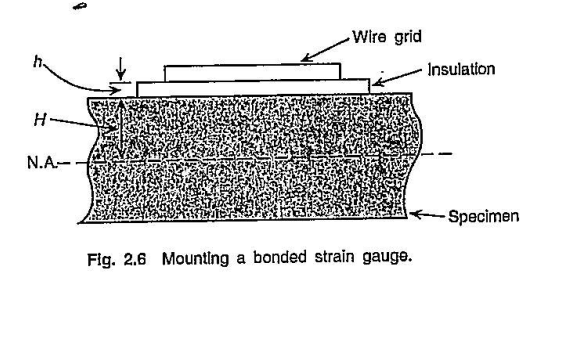 Wire grid
h
Insulation
H
N.A.
Specimen
Fig. 2.6 Mounting a bonded strain gauge.